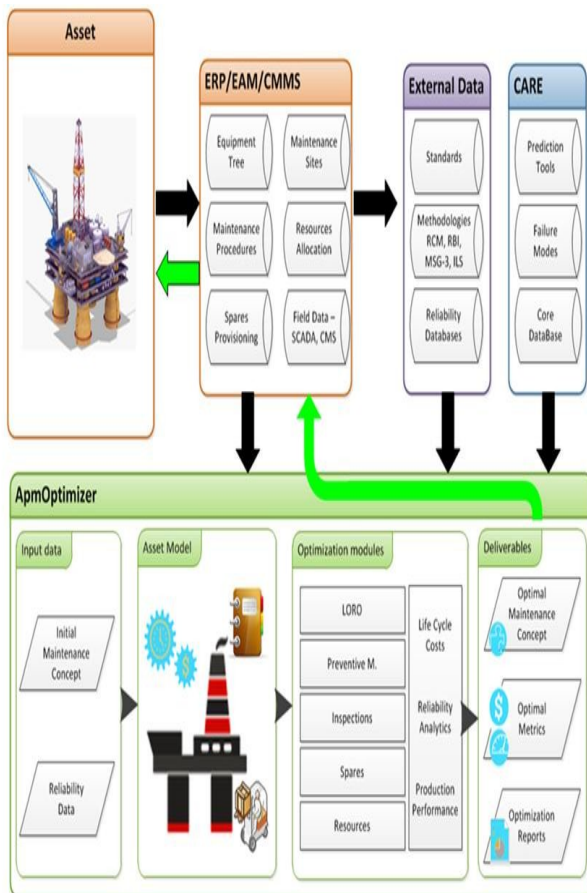 Asset
ERP/EAM/CMMS
Equipment
Tree
Maintenance
Sites
Maintenance
Procedures
Resources
Allocation
Spares
Provisioning
Field Data –
SCADA, CMS
External Data
Standards
Methodologies
RCM, RBI,
MSG-3, ILS
Reliability
Databases
CARE
Prediction
Tools
Failure
Modes
Core
DataBase
ApmOptimizer
Input data
Initial
Maintenance
Concept
Reliability
Data
Asset Model
$
Optimization modules
LORO
Preventive M.
Inspections
Spares
Resources
Life Cycle
Costs
Reliability
Analytics
Production
Performance
Deliverables
Optimal
Maintenance
Concept
$
Optimal
Metrics
Optimization
Reports